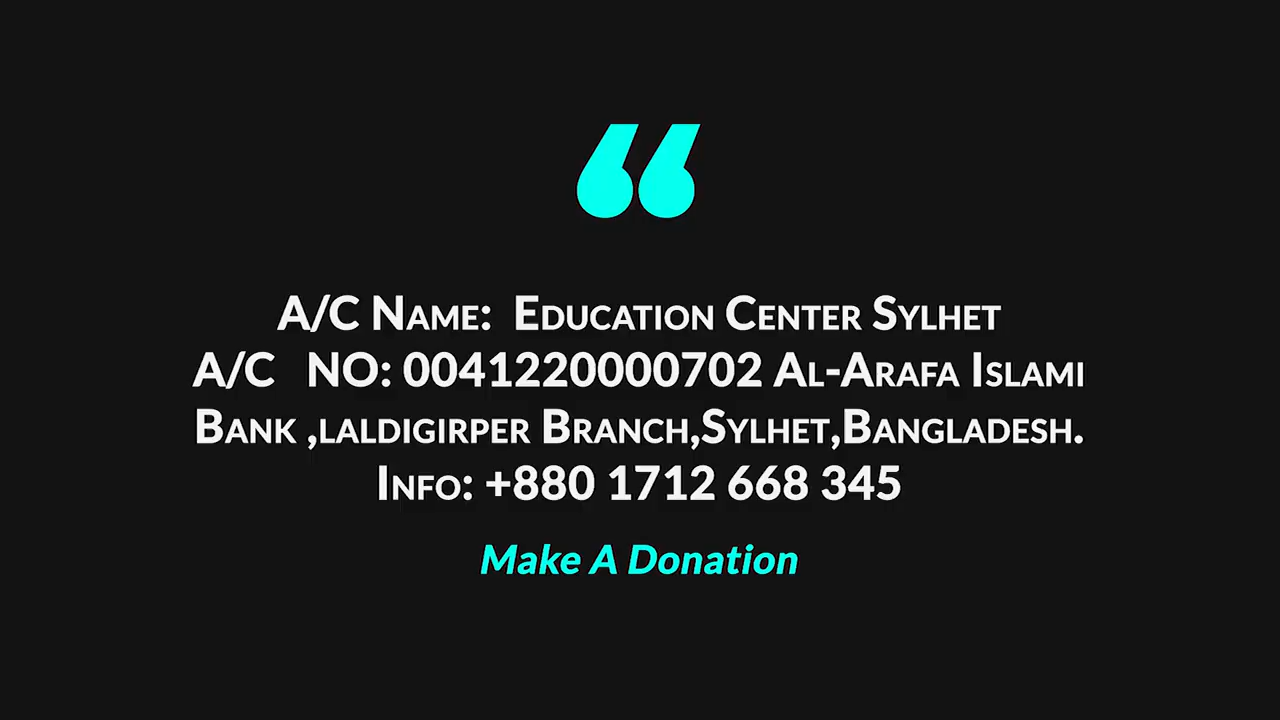 “
A/C Name: Education Center Sylhet
A/C NO: 0041220000702 Al-Arafa Islami
Bank ,laldigirper Branch,Sylhet,Bangladesh.
Info: +880 1712 668 345
Make A Donation